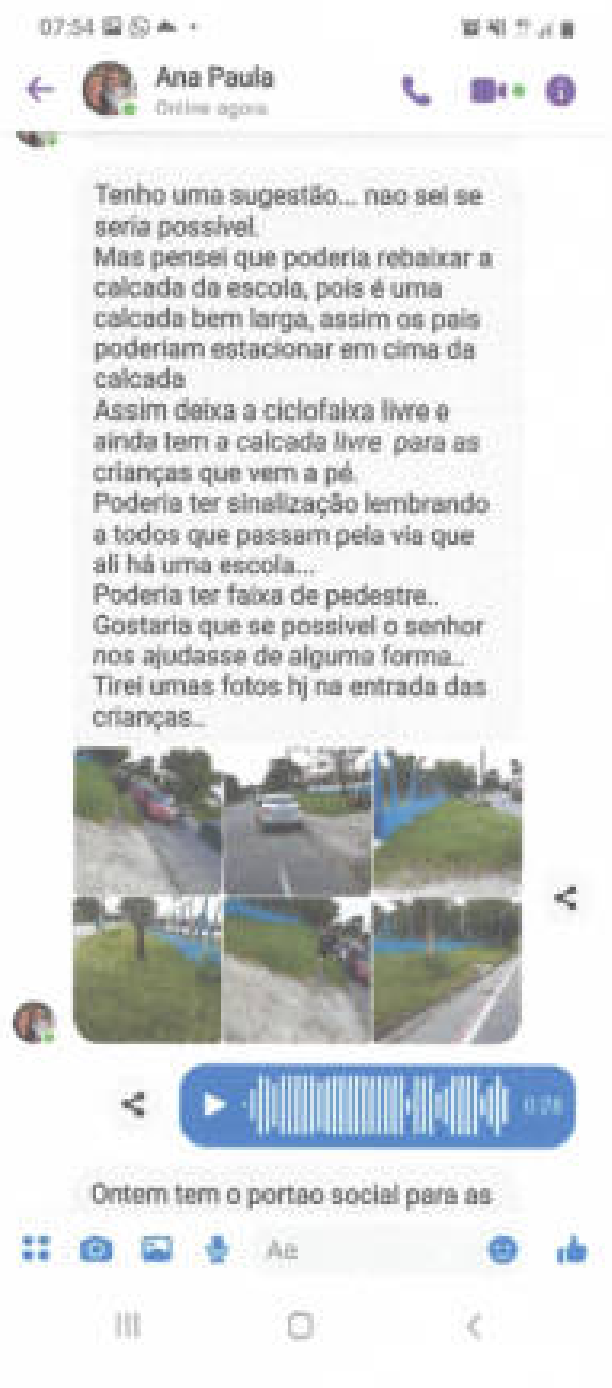 07:54
Ana Paula
Online agora
Tenho uma sugestão... nao sei se
seria possível.
Mas pensei que poderia rebaixar a
calcada da escola, pois é uma
calcada bem larga, assim os pais
poderiam estacionar em cima da
calcada
Assim deixa a ciclofaixa livre e
ainda tem a calcada livre para as
crianças que vem a pé.
Poderia ter sinalização lembrando
a todos que passam pela via que
ali há uma escola...
Poderia ter faixa de pedestre..
Gostaria que se possivel o senhor
nos ajudasse de alguma forma..
Tirei umas fotos hj na entrada das
crianças..
Ontem tem o portao social para as
Aa